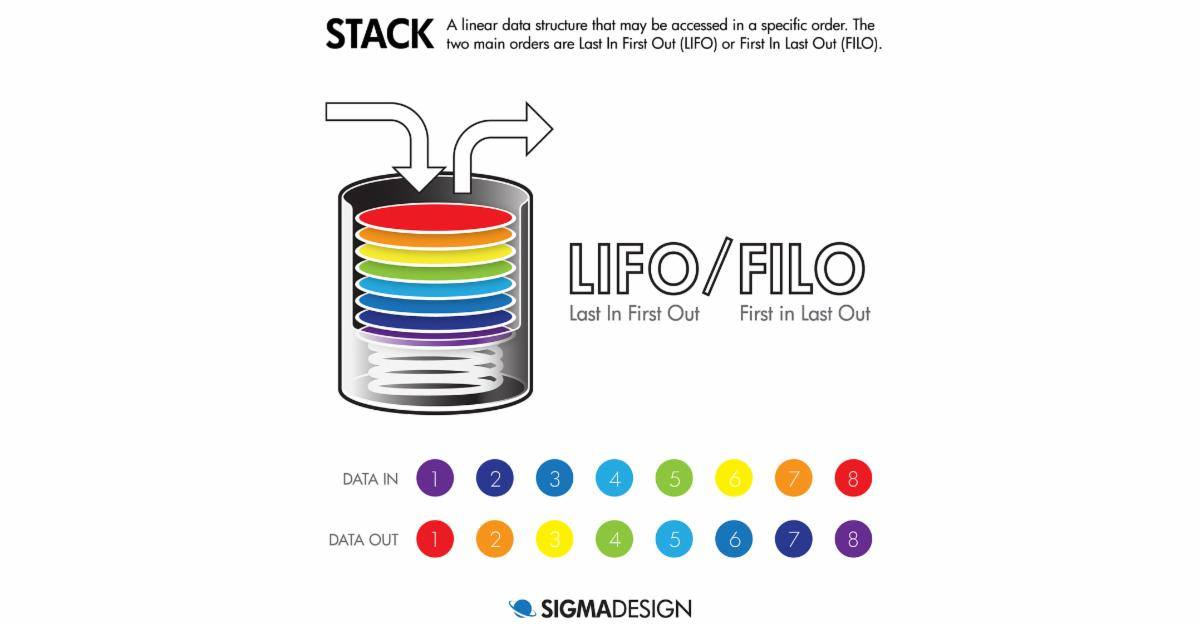 STACK
A linear data structure that may be accessed in a specific order. The
two main orders are Last In First Out (LIFO) or First In Last Out (FILO).
LIFO/FILO
Last In First Out First in Last Out
DATA IN 1 2 3 4 5 6 7 8
DATA OUT 1 2 3 4 5 6 7 8
SIGMADESIGN